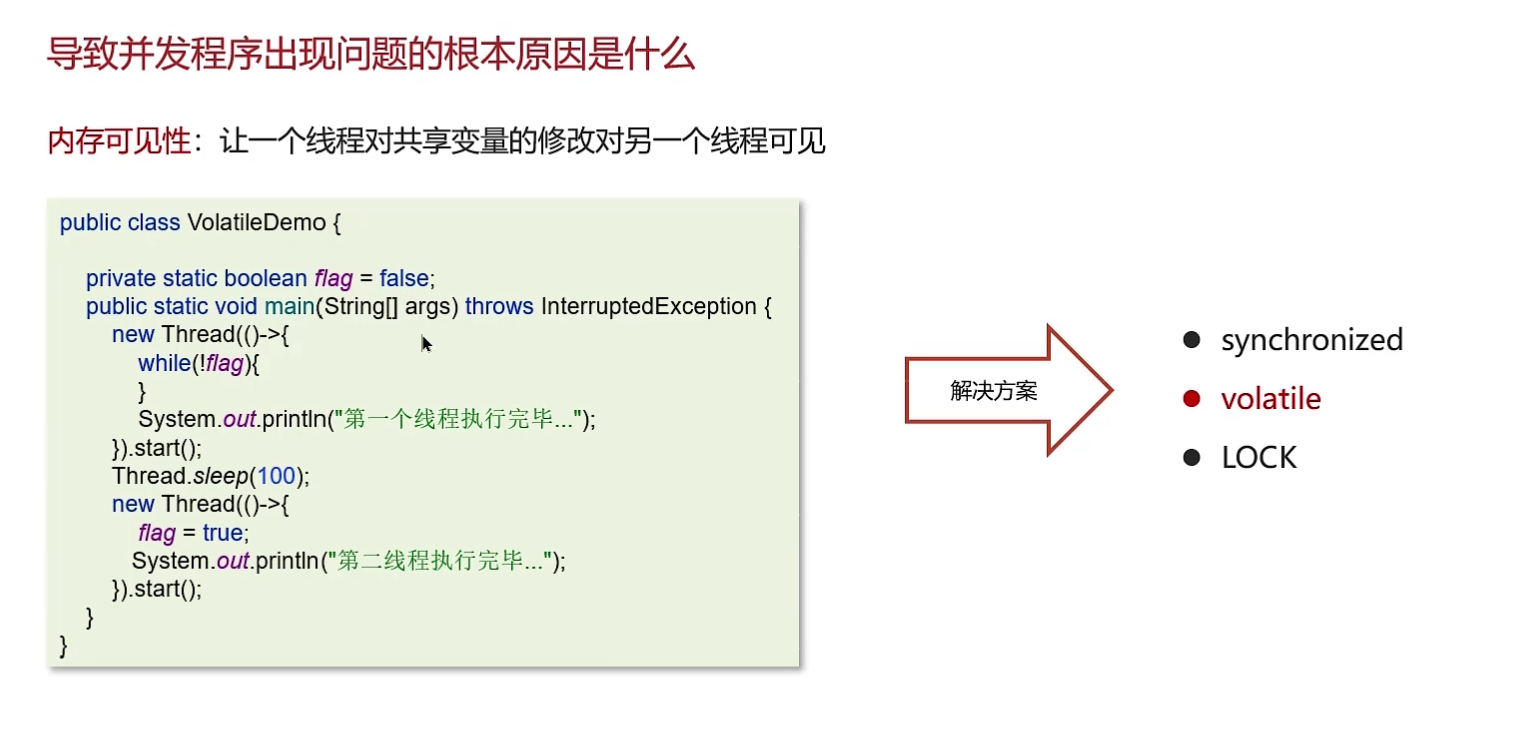 导致并发程序出现问题的根本原因是什么
内存可见性：让一个线程对共享变量的修改对另一个线程可见
public class VolatileDemo {
private static boolean flag = false;
public static void main(String[] args) throws InterruptedException {
new Thread(()->{
while(!flag){
}
System.out.println("第一个线程执行完毕...");
}).start();
Thread.sleep(100);
new Thread(()->{
flag = true;
System.out.println("第二线程执行完毕...");
}).start();
}
}
解决方案
● synchronized
● volatile
● LOCK